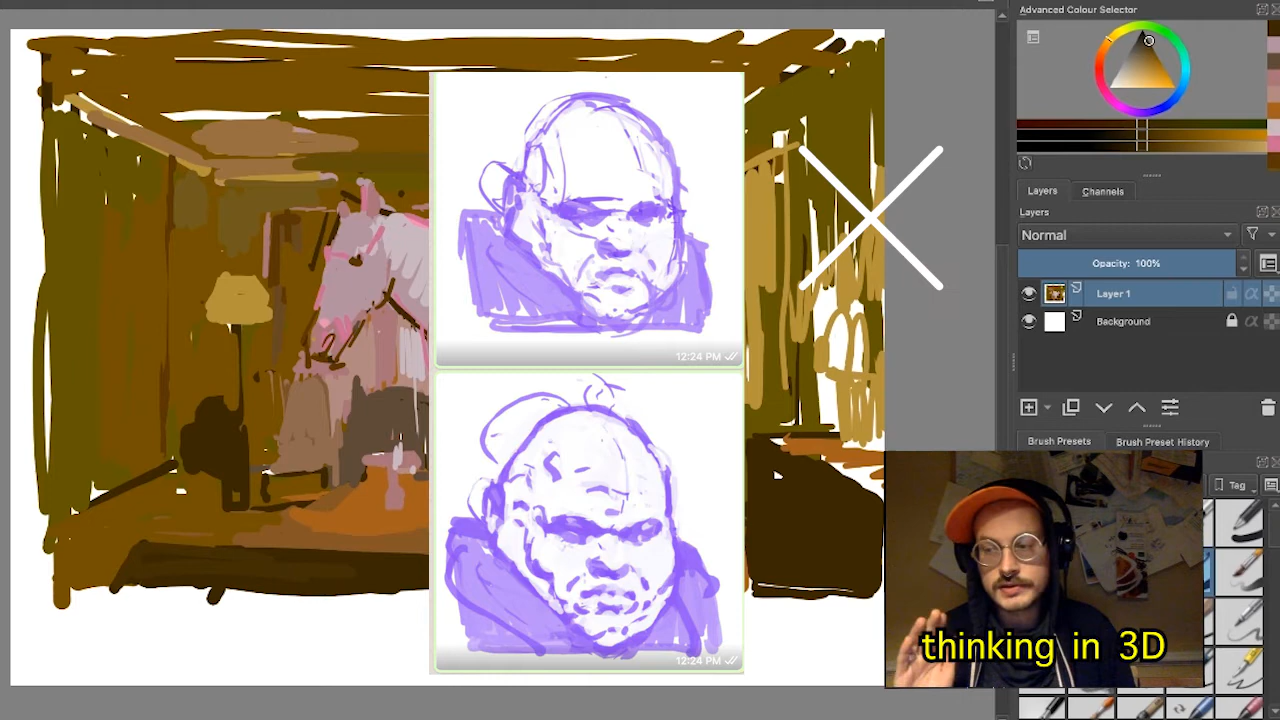 Advanced Colour Selector
Layers
Channels
Layers
Normal
Opacity: 100%
Layer 1
Background
Brush Presets
Brush Preset History
Tag
12:24 PM
12:24 PM
thinking in 3D